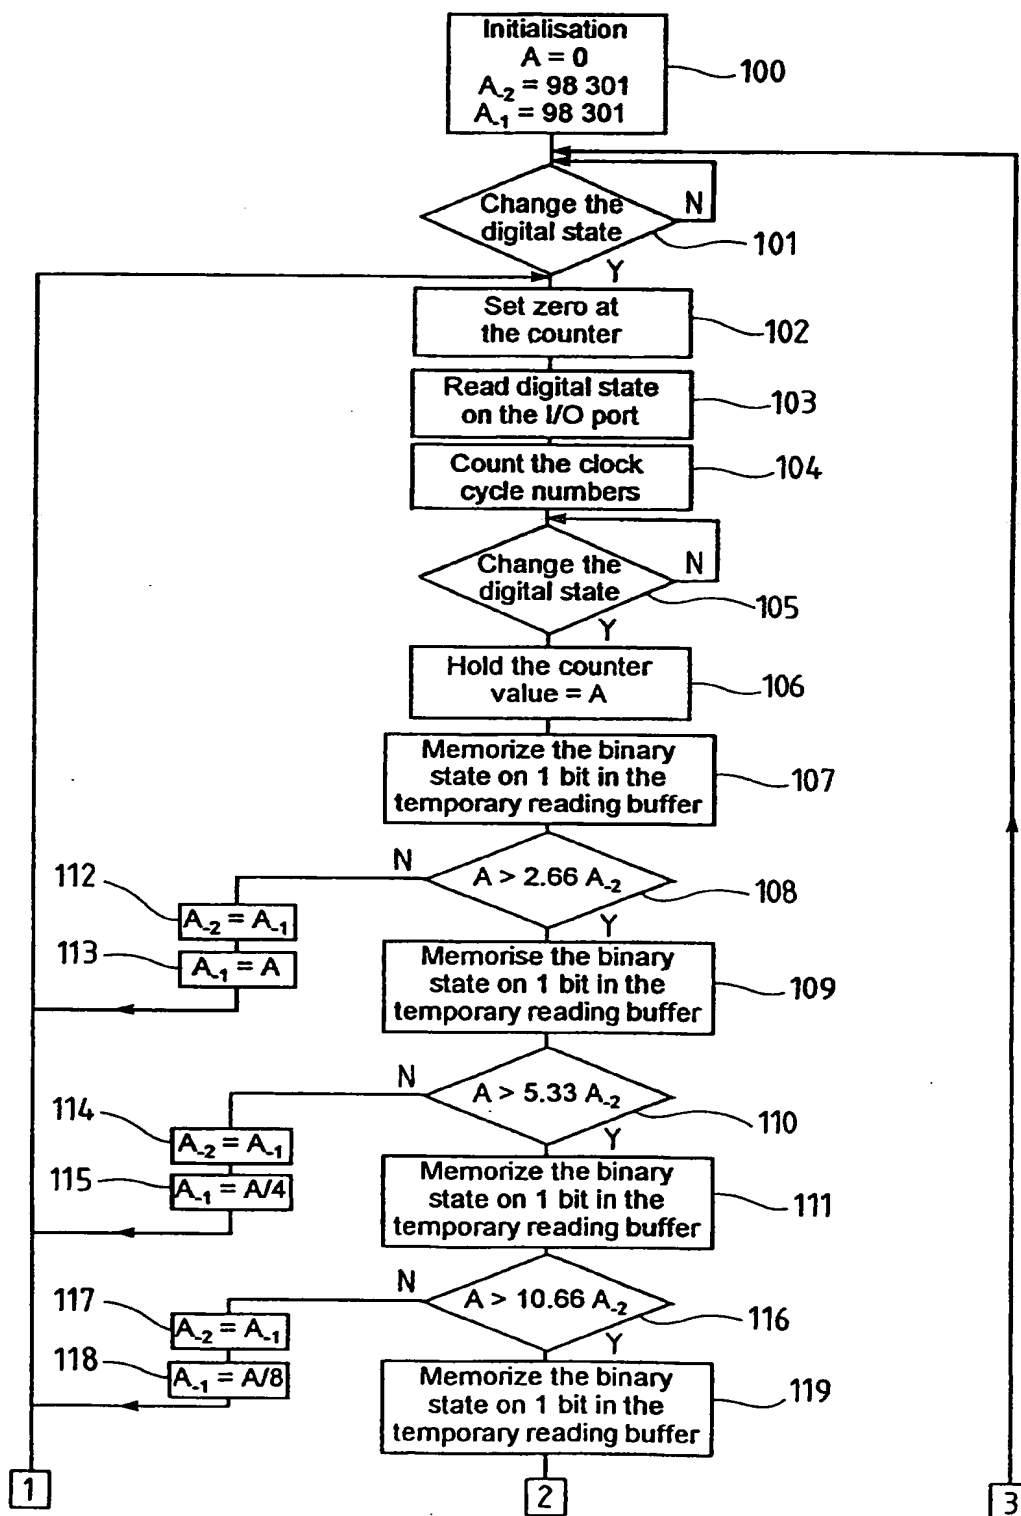 Initialisation
A = 0
A-2 = 98 301
A-1 = 98 301
100
Change the
digital state
N
101
Y
Set zero at
the counter
102
Read digital state
on the I/O port
103
Count the clock
cycle numbers
104
Change the
digital state
N
105
Y
Hold the counter
value = A
106
Memorize the binary
state on 1 bit in the
temporary reading buffer
107
A > 2.66 A-2
N
108
Y
112
A-2 = A-1
113
A-1 = A
Memorise the binary
state on 1 bit in the
temporary reading buffer
109
A > 5.33 A-2
N
110
Y
114
A-2 = A-1
115
A-1 = A/4
Memorize the binary
state on 1 bit in the
temporary reading buffer
111
A > 10.66 A-2
N
116
Y
117
A-2 = A-1
118
A-1 = A/8
Memorize the binary
state on 1 bit in the
temporary reading buffer
119
1
2
3